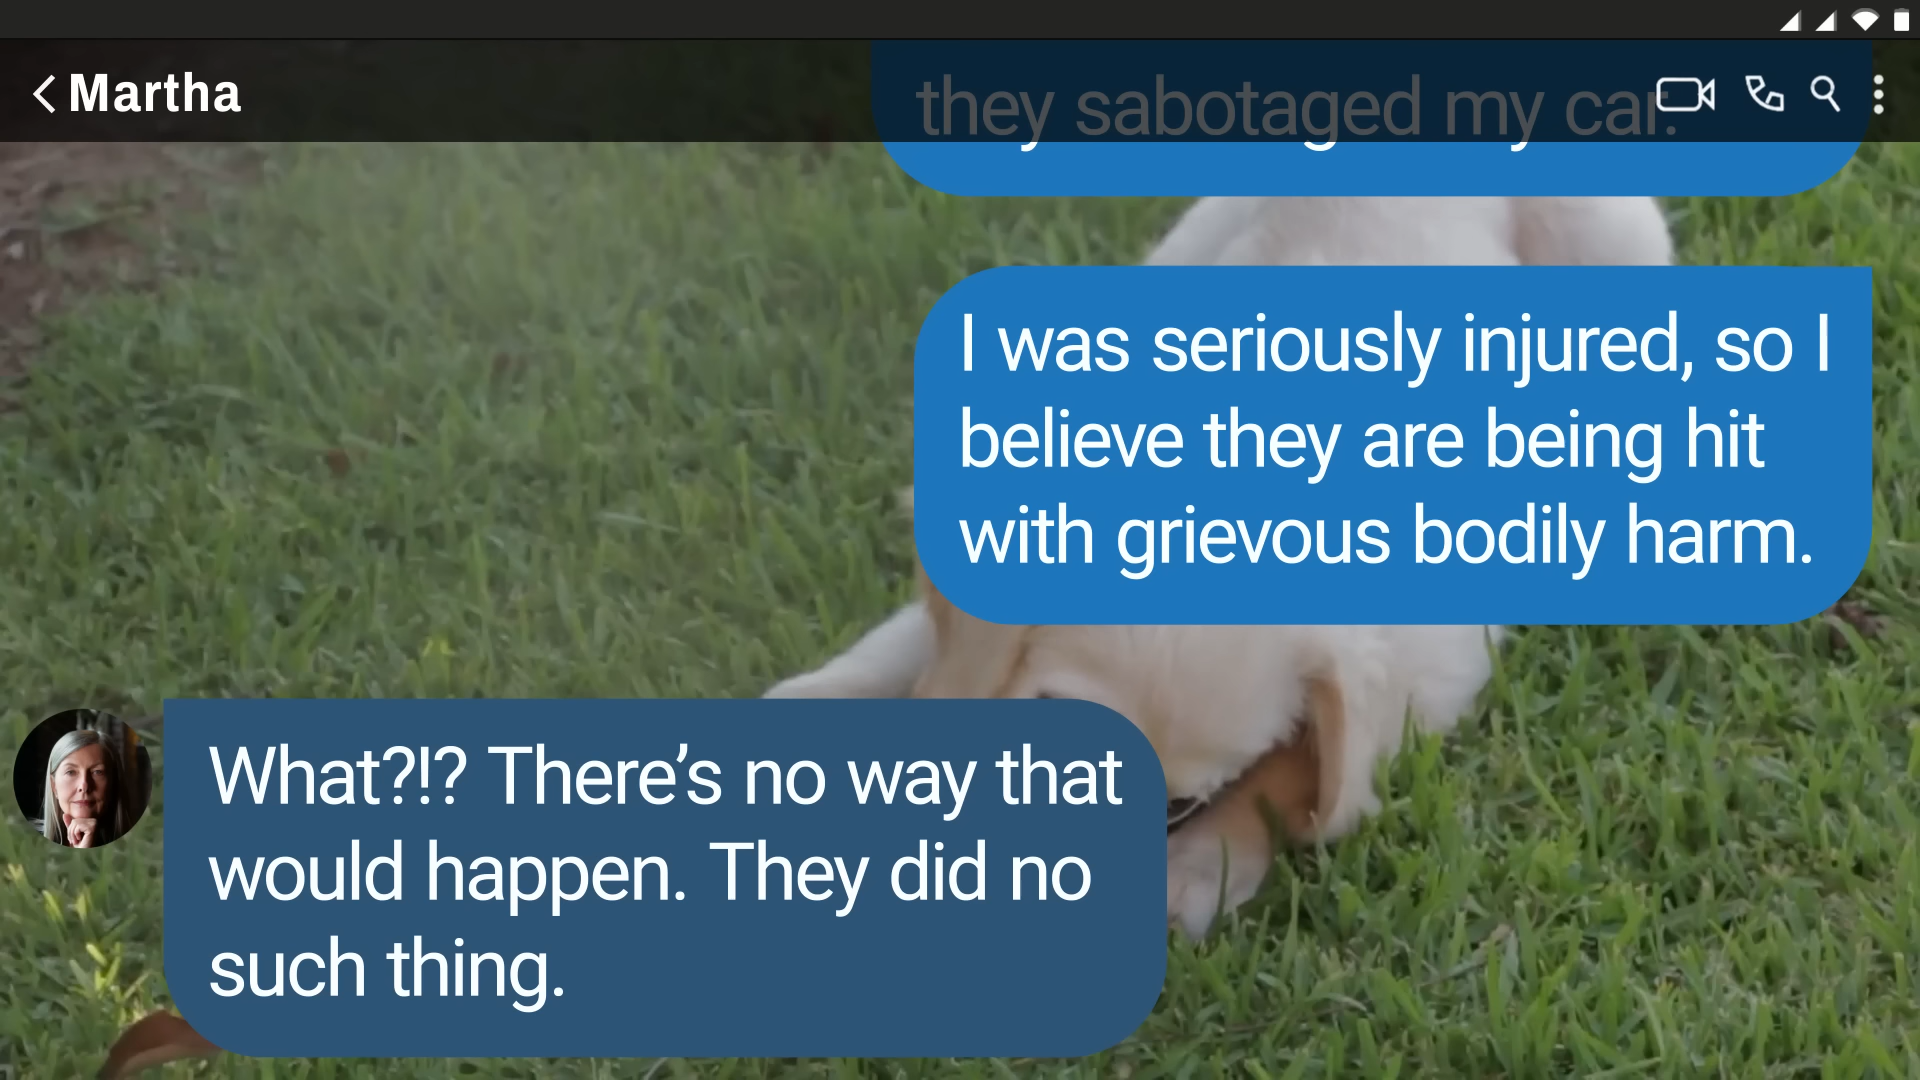 Martha
they sabotaged my car.
I was seriously injured, so I
believe they are being hit
with grievous bodily harm.
What?!? There’s no way that
would happen. They did no
such thing.